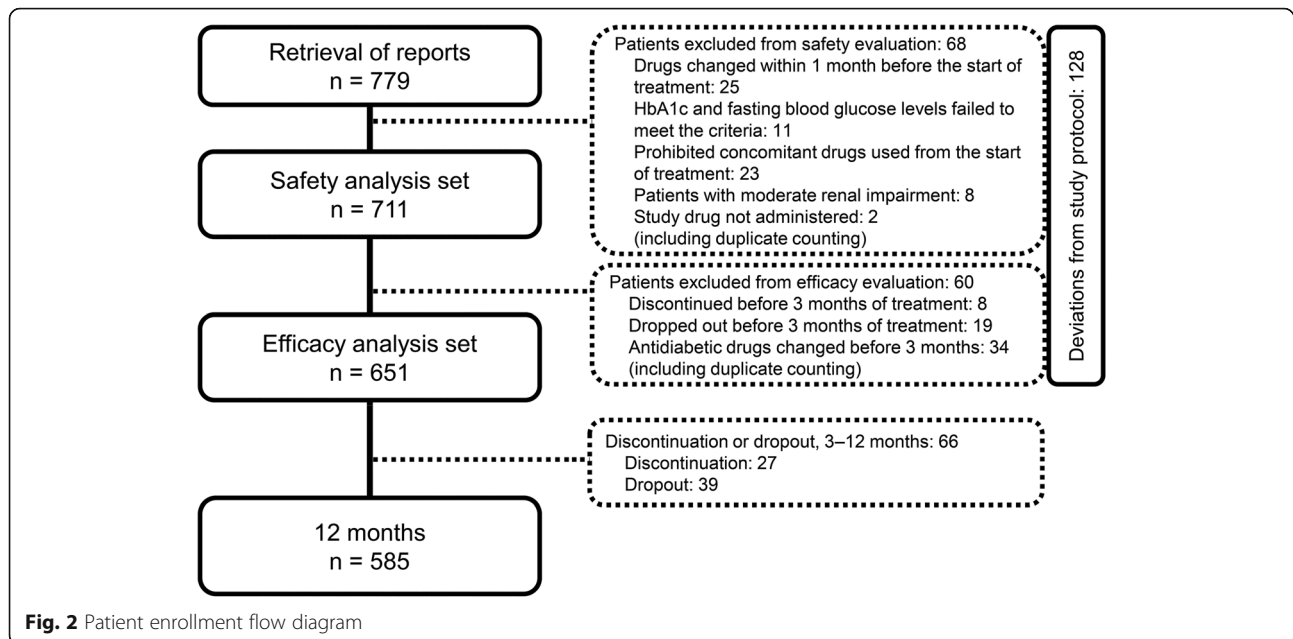 Retrieval of reports
n = 779
Patients excluded from safety evaluation: 68
Drugs changed within 1 month before the start of
treatment: 25
HbA1c and fasting blood glucose levels failed to
meet the criteria: 11
Prohibited concomitant drugs used from the start
of treatment: 23
Patients with moderate renal impairment: 8
Study drug not administered: 2
(including duplicate counting)
Deviations from study protocol: 128
Safety analysis set
n = 711
Patients excluded from efficacy evaluation: 60
Discontinued before 3 months of treatment: 8
Dropped out before 3 months of treatment: 19
Antidiabetic drugs changed before 3 months: 34
(including duplicate counting)
Efficacy analysis set
n = 651
Discontinuation or dropout, 3–12 months: 66
Discontinuation: 27
Dropout: 39
12 months
n = 585
Fig. 2 Patient enrollment flow diagram